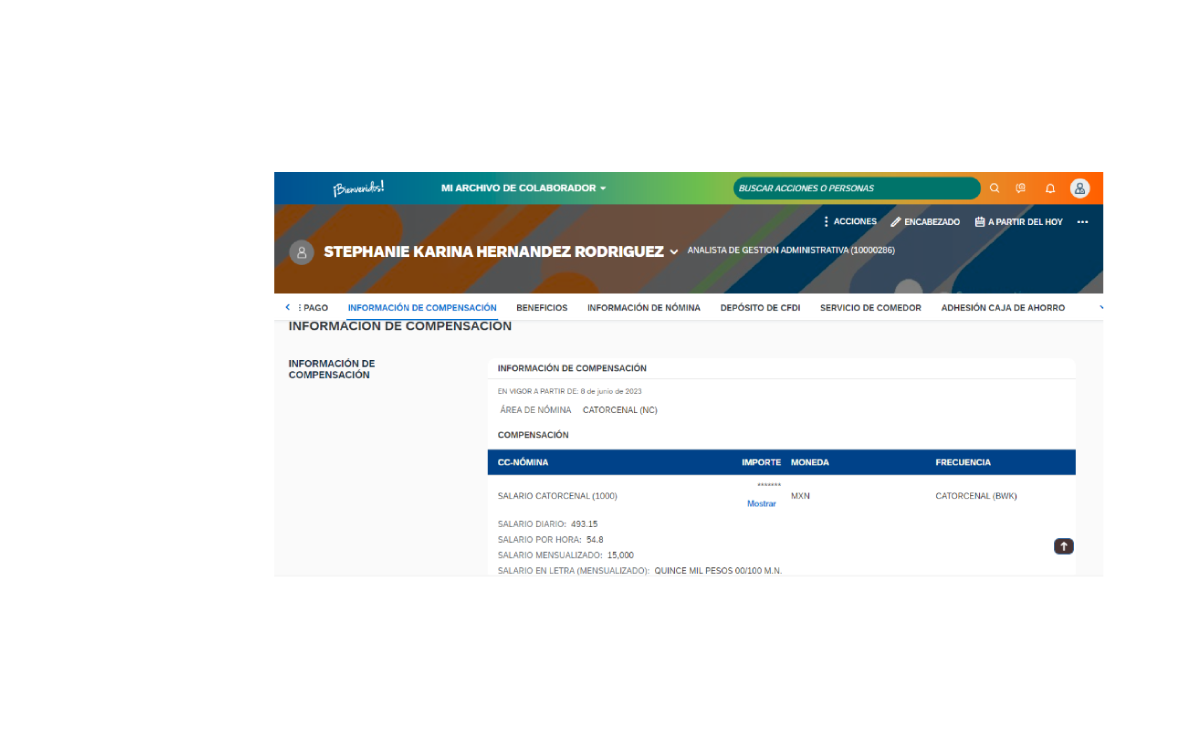 ¡Bienvenidos!
MI ARCHIVO DE COLABORADOR
BUSCAR ACCIONES O PERSONAS
ACCIONES
ENCABEZADO
A PARTIR DEL HOY
STEPHANIE KARINA HERNANDEZ RODRIGUEZ
ANALISTA DE GESTION ADMINISTRATIVA (10000286)
PAGO
INFORMACIÓN DE COMPENSACIÓN
BENEFICIOS
INFORMACIÓN DE NÓMINA
DEPÓSITO DE CFDI
SERVICIO DE COMEDOR
ADHESIÓN CAJA DE AHORRO
INFORMACIÓN DE COMPENSACIÓN
INFORMACIÓN DE
COMPENSACIÓN
INFORMACIÓN DE COMPENSACIÓN
EN VIGOR A PARTIR DE: 8 de junio de 2023
ÁREA DE NÓMINA CATORCENAL (NC)
COMPENSACIÓN
CC-NÓMINA IMPORTE MONEDA FRECUENCIA
*******
SALARIO CATORCENAL (1000) MXN CATORCENAL (BWK)
Mostrar
SALARIO DIARIO: 493.15
SALARIO POR HORA: 54.8
SALARIO MENSUALIZADO: 15,000
SALARIO EN LETRA (MENSUALIZADO): QUINCE MIL PESOS 00/100 M.N.